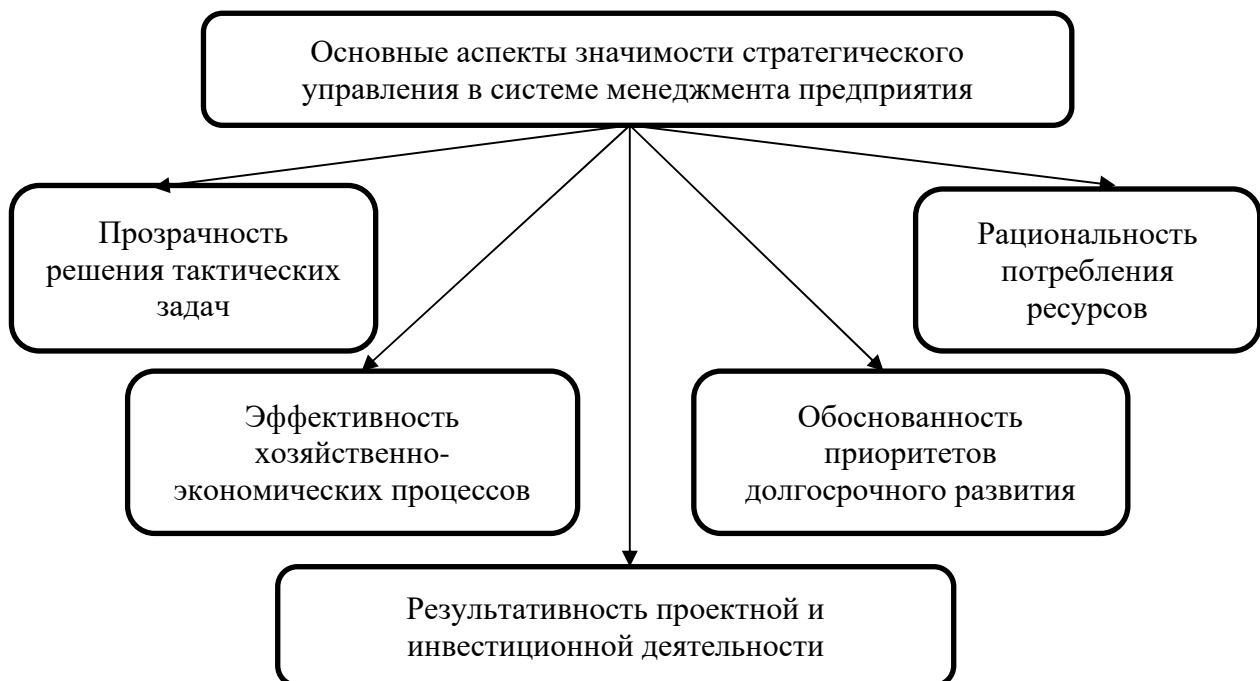 Основные аспекты значимости стратегического
управления в системе менеджмента предприятия
Прозрачность
решения тактических
задач
Рациональность
потребления
ресурсов
Эффективность
хозяйственно-
экономических процессов
Обоснованность
приоритетов
долгосрочного развития
Результативность проектной и
инвестиционной деятельности